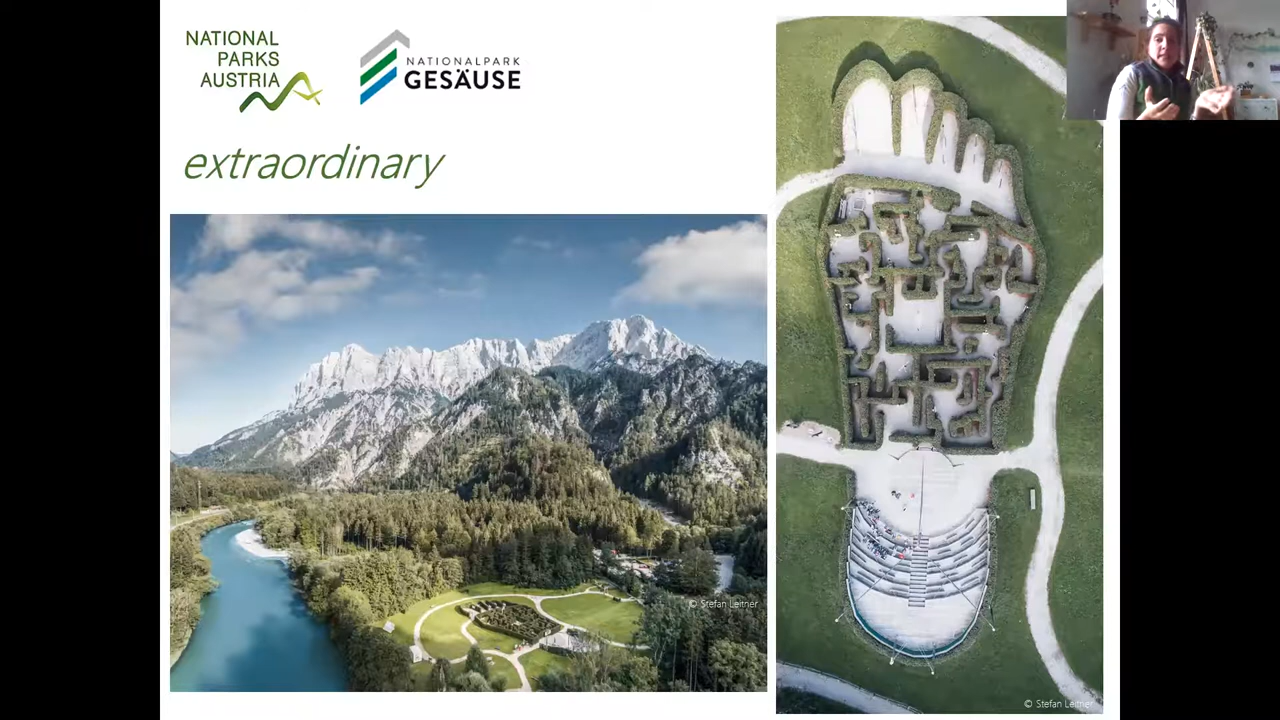 NATIONAL
PARKS
AUSTRIA
NATIONALPARK
GESÄUSE
extraordinary
© Stefan Leitner
© Stefan Leitner